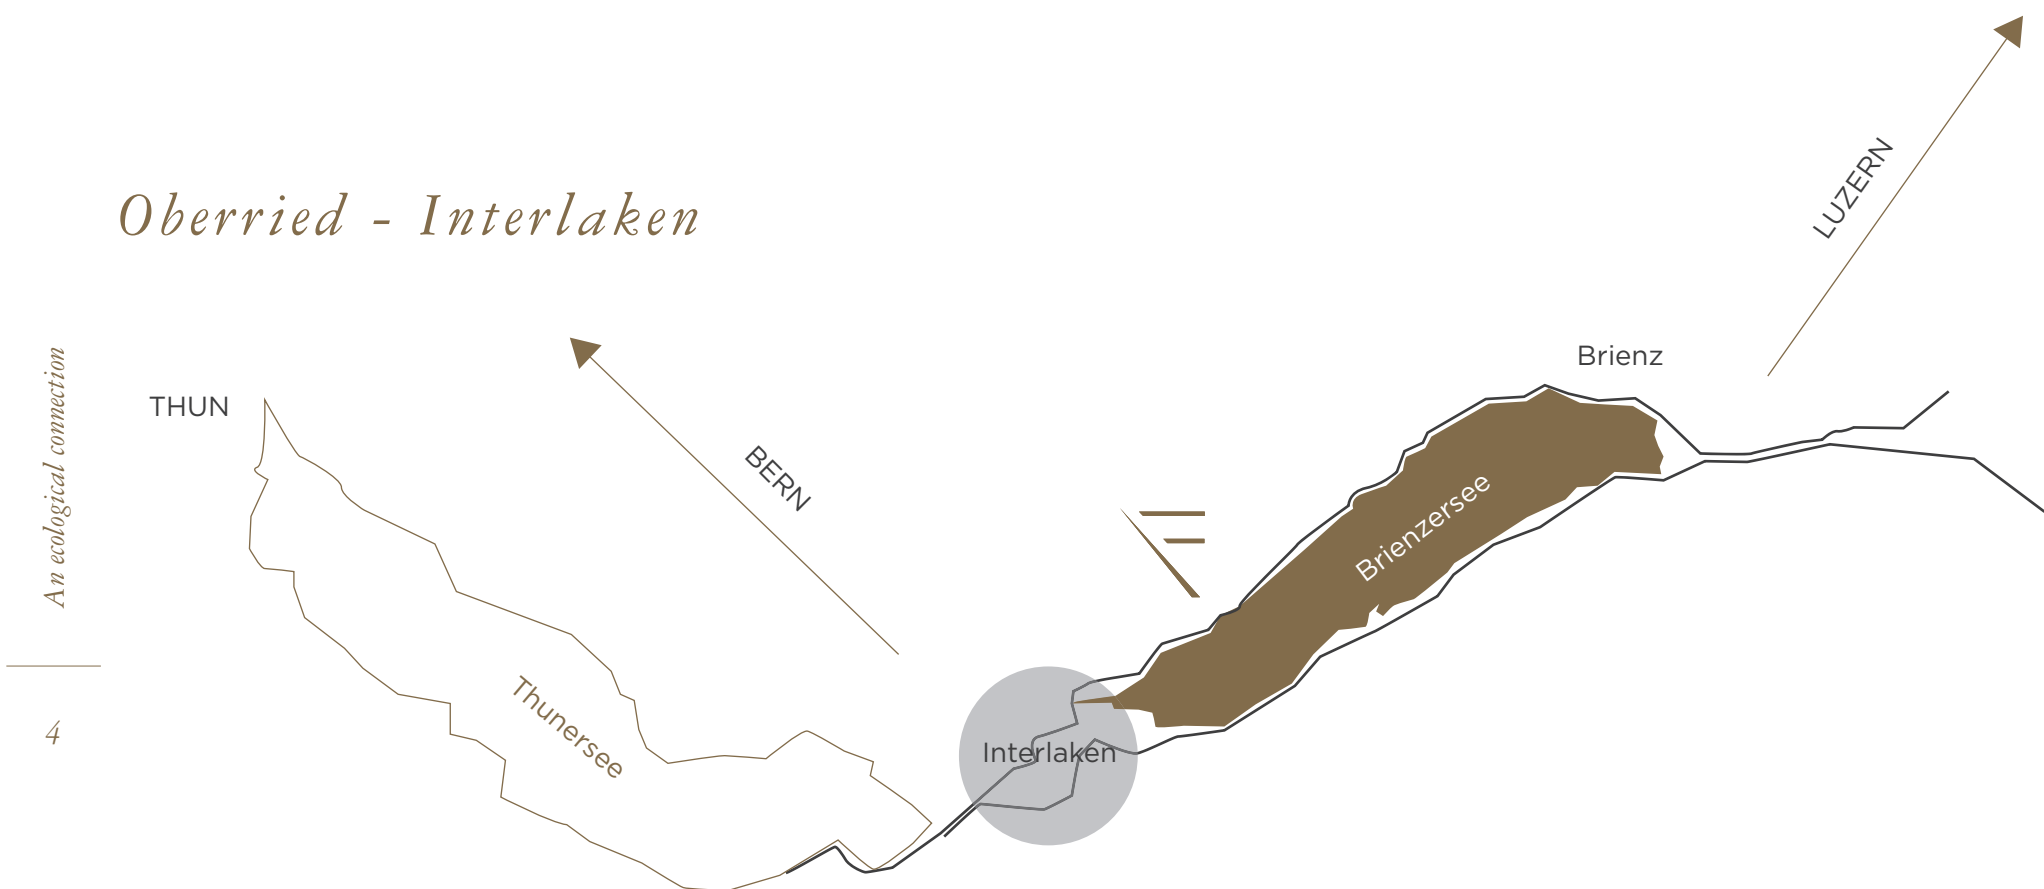 Oberried - Interlaken
An ecological connection
4
THUN
BERN
LUZERN
Brienz
Brienzersee
Thunersee
Interlaken